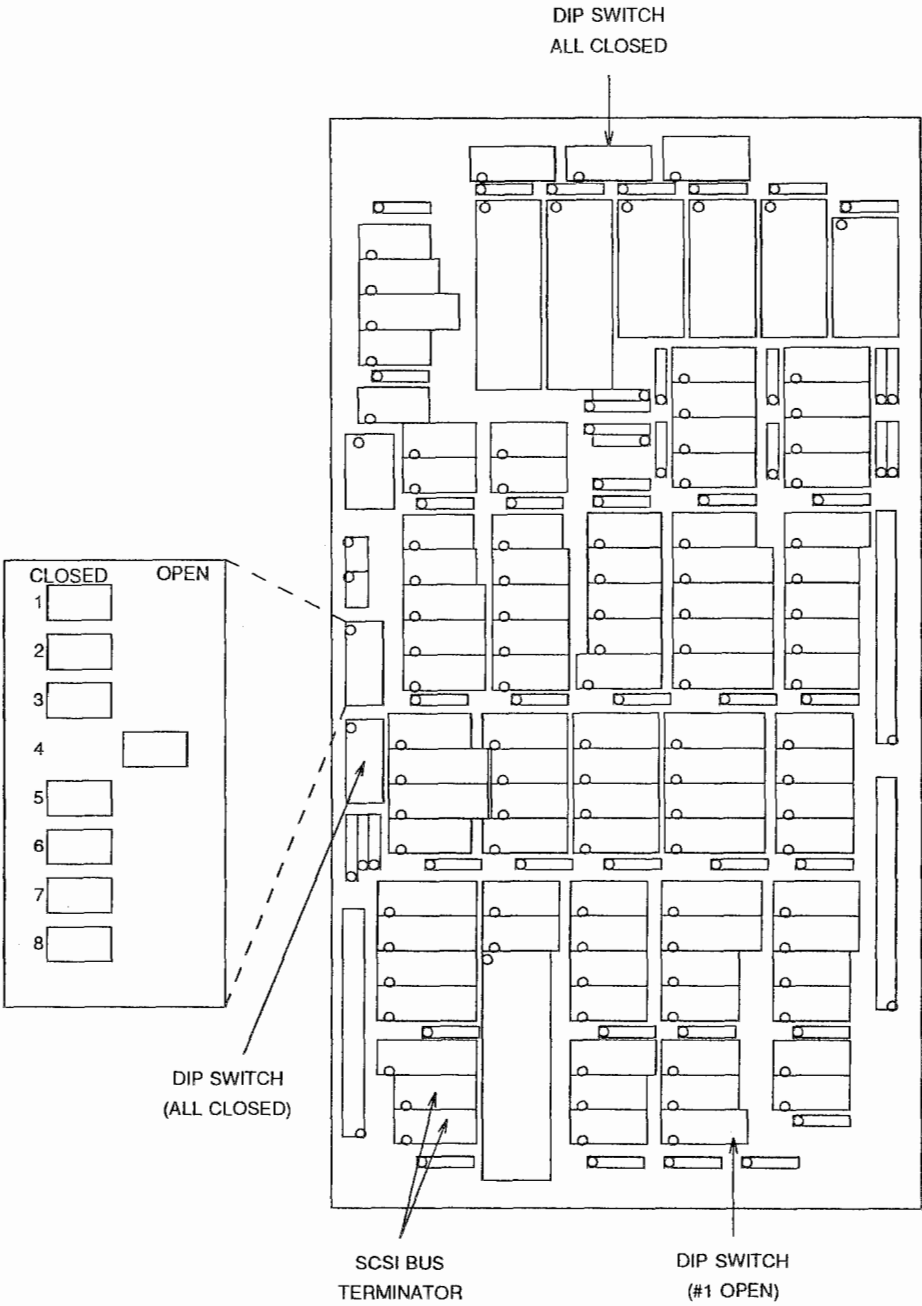 DIP SWITCH
ALL CLOSED
CLOSED OPEN
1
2
3
4
5
6
7
8
DIP SWITCH
(ALL CLOSED)
SCSI BUS
TERMINATOR
DIP SWITCH
(#1 OPEN)